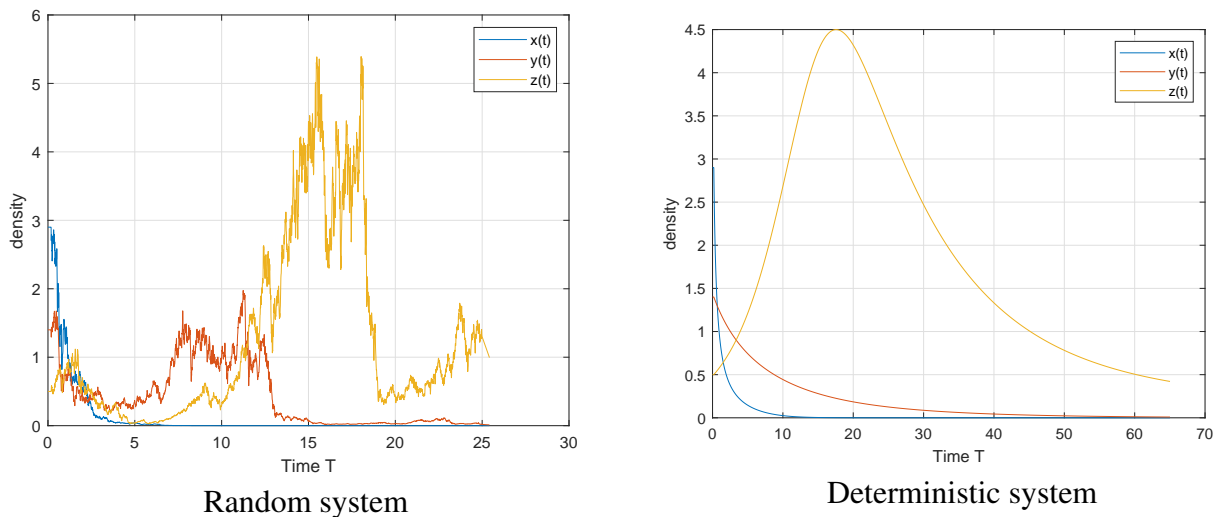 6
5
4
3
2
1
0
density
x(t)
y(t)
z(t)
0 5 10 15 20 25 30
Time T
Random system
4.5
4
3.5
3
2.5
2
1.5
1
0.5
0
density
x(t)
y(t)
z(t)
0 10 20 30 40 50 60 70
Time T
Deterministic system